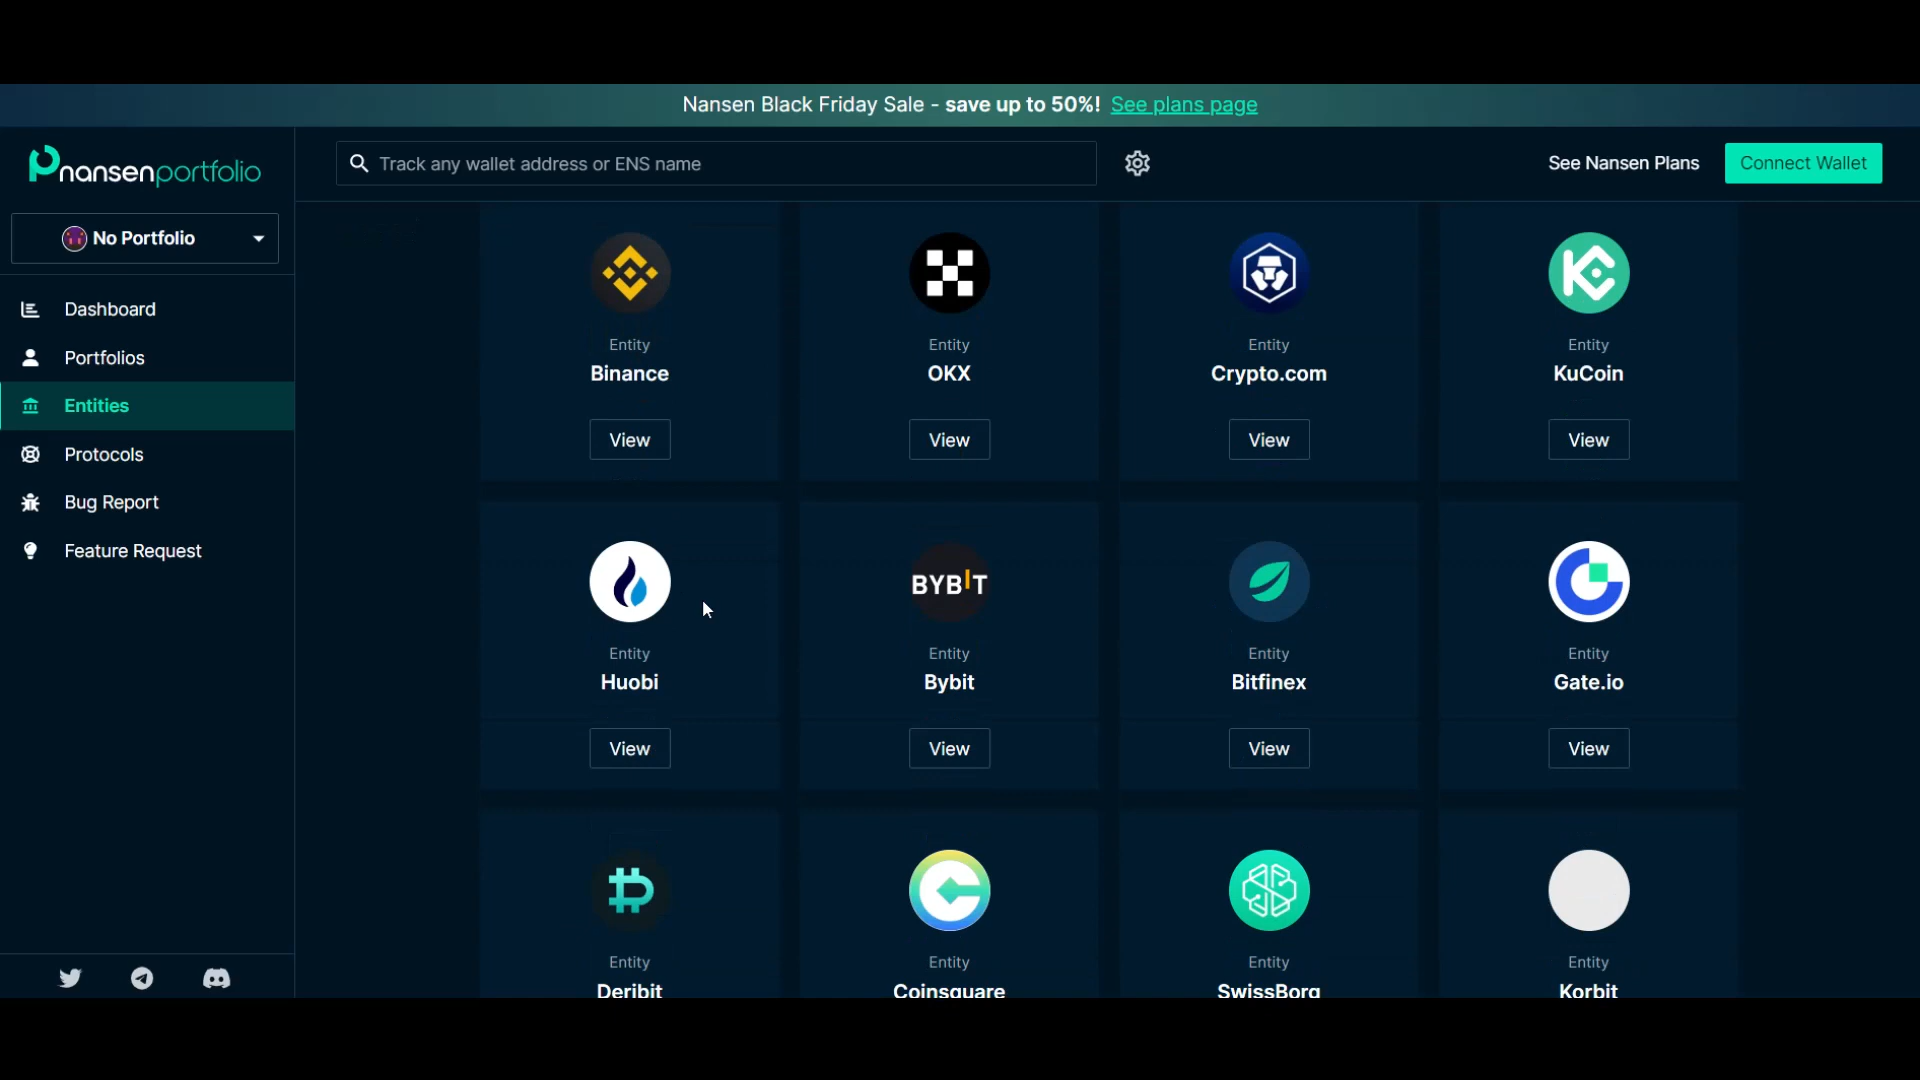 Nansen Black Friday Sale - save up to 50%! See plans page
nansenportfolio
Track any wallet address or ENS name
See Nansen Plans
Connect Wallet
No Portfolio
Dashboard
Portfolios
Entities
Protocols
Bug Report
Feature Request
Entity
Binance
View
Entity
OKX
View
Entity
Crypto.com
View
Entity
KuCoin
View
Entity
Huobi
View
BYBIT
Entity
Bybit
View
Entity
Bitfinex
View
Entity
Gate.io
View
Entity
Deribit
Entity
Coinsquare
Entity
SwissBorg
Entity
Korbit